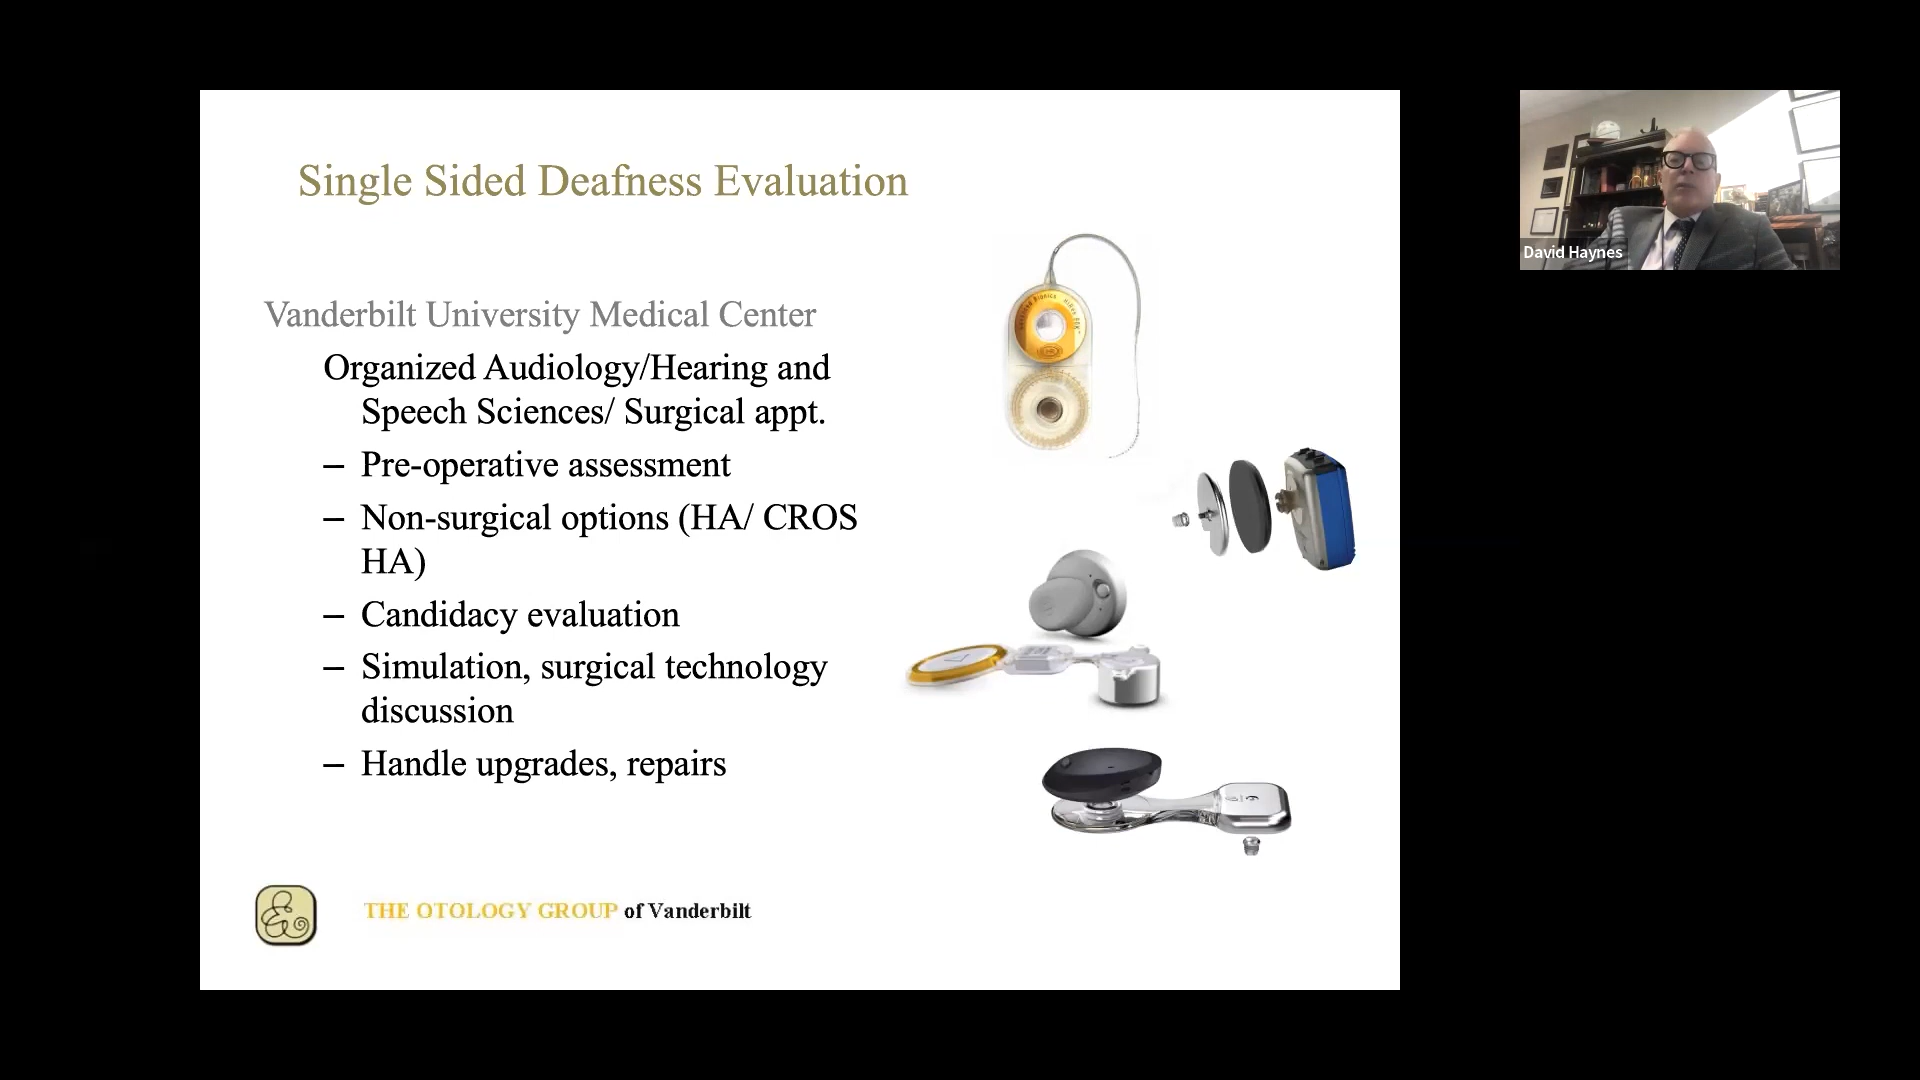 Single Sided Deafness Evaluation
Vanderbilt University Medical Center
Organized Audiology/Hearing and
Speech Sciences/ Surgical appt.
– Pre-operative assessment
– Non-surgical options (HA/ CROS
HA)
– Candidacy evaluation
– Simulation, surgical technology
discussion
– Handle upgrades, repairs
THE OTOLOGY GROUP of Vanderbilt
David Haynes